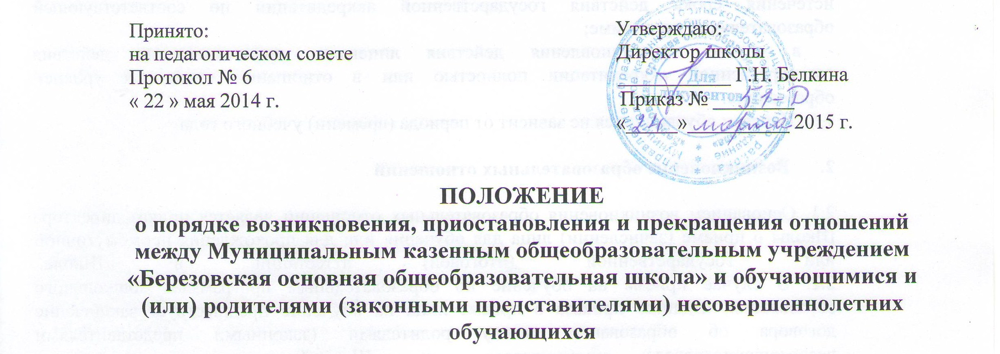 Принято:
на педагогическом совете
Протокол № 6
« 22 » мая 2014 г.
Утверждаю:
Директор школы
Г.Н. Белкина
Приказ № 51-Д
«24» марта 2015 г.
Для
документов
ПОЛОЖЕНИЕ
о порядке возникновения, приостановления и прекращения отношений
между Муниципальным казенным общеобразовательным учреждением
«Березовская основная общеобразовательная школа» и обучающимися и
(или) родителями (законными представителями) несовершеннолетних
обучающихся